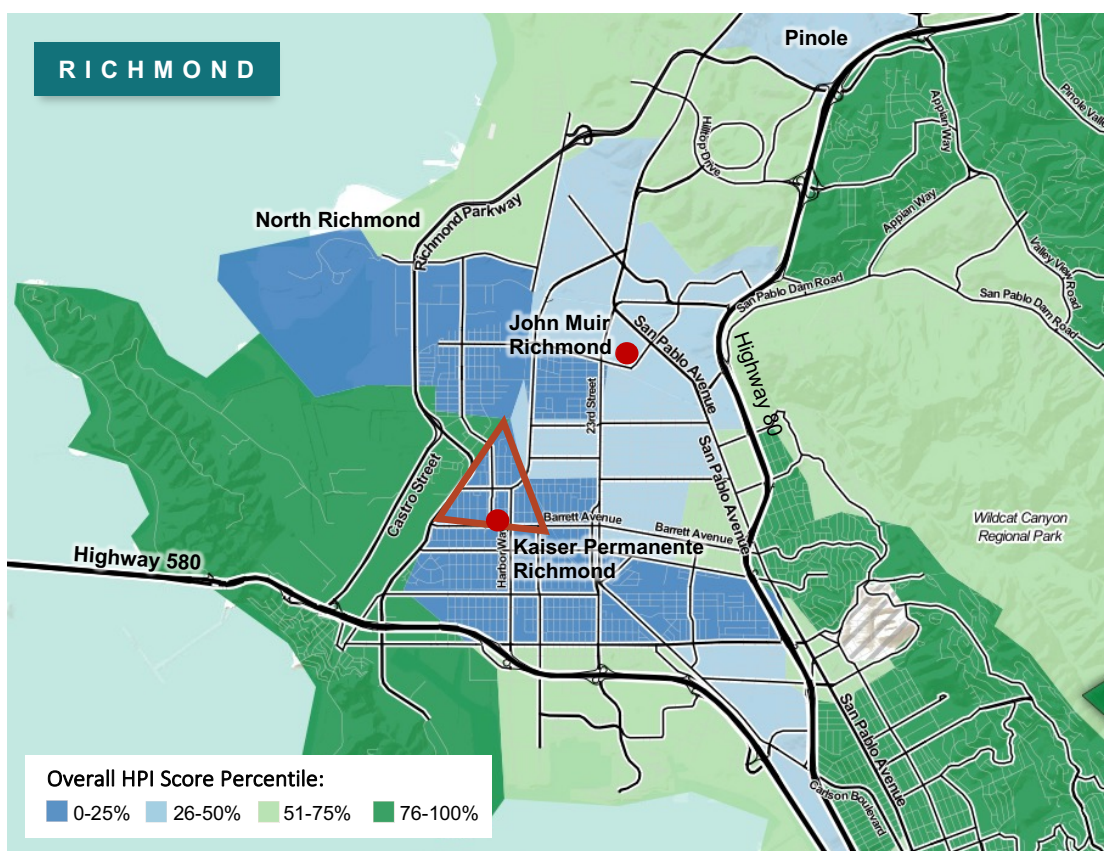 RICHMOND
Pinole
Appian Way
Pinole Valley
Hilltop Drive
North Richmond
Richmond Parkway
Appian Way
Valley View Road
San Pablo Dam Road
San Pablo Dam Road
John Muir
Richmond
San Pablo Avenue
Highway 80
23rd Street
Castro Street
San Pablo Avenue
Barrett Avenue
Barrett Avenue
Wildcat Canyon
Regional Park
Kaiser Permanente
Richmond
Harbor Way
Highway 580
San Pablo Avenue
Carlson Boulevard
Overall HPI Score Percentile:
0-25% 26-50% 51-75% 76-100%